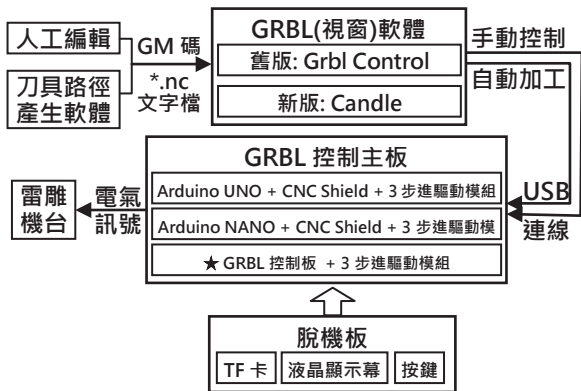 人工編輯
刀具路徑
產生軟體
GM 碼
*.nc
文字檔
GRBL(視窗)軟體
舊版: Grbl Control
新版: Candle
手動控制
自動加工
USB
連線
GRBL 控制主板
Arduino UNO + CNC Shield + 3 步進驅動模組
Arduino NANO + CNC Shield + 3 步進驅動模
★ GRBL 控制板 + 3 步進驅動模組
電氣
訊號
雷雕
機台
脫機板
TF 卡
液晶顯示幕
按鍵